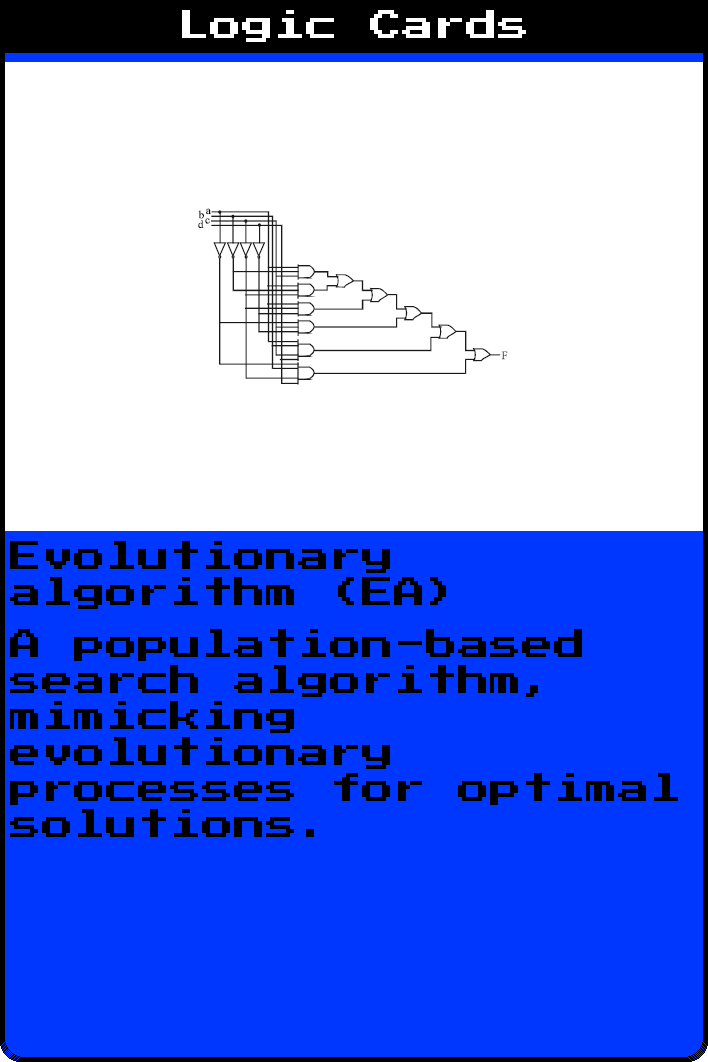 Logic Cards
a
b
c
d
F
Evolutionary
algorithm (EA)
A population-based
search algorithm,
mimicking
evolutionary
processes for optimal
solutions.